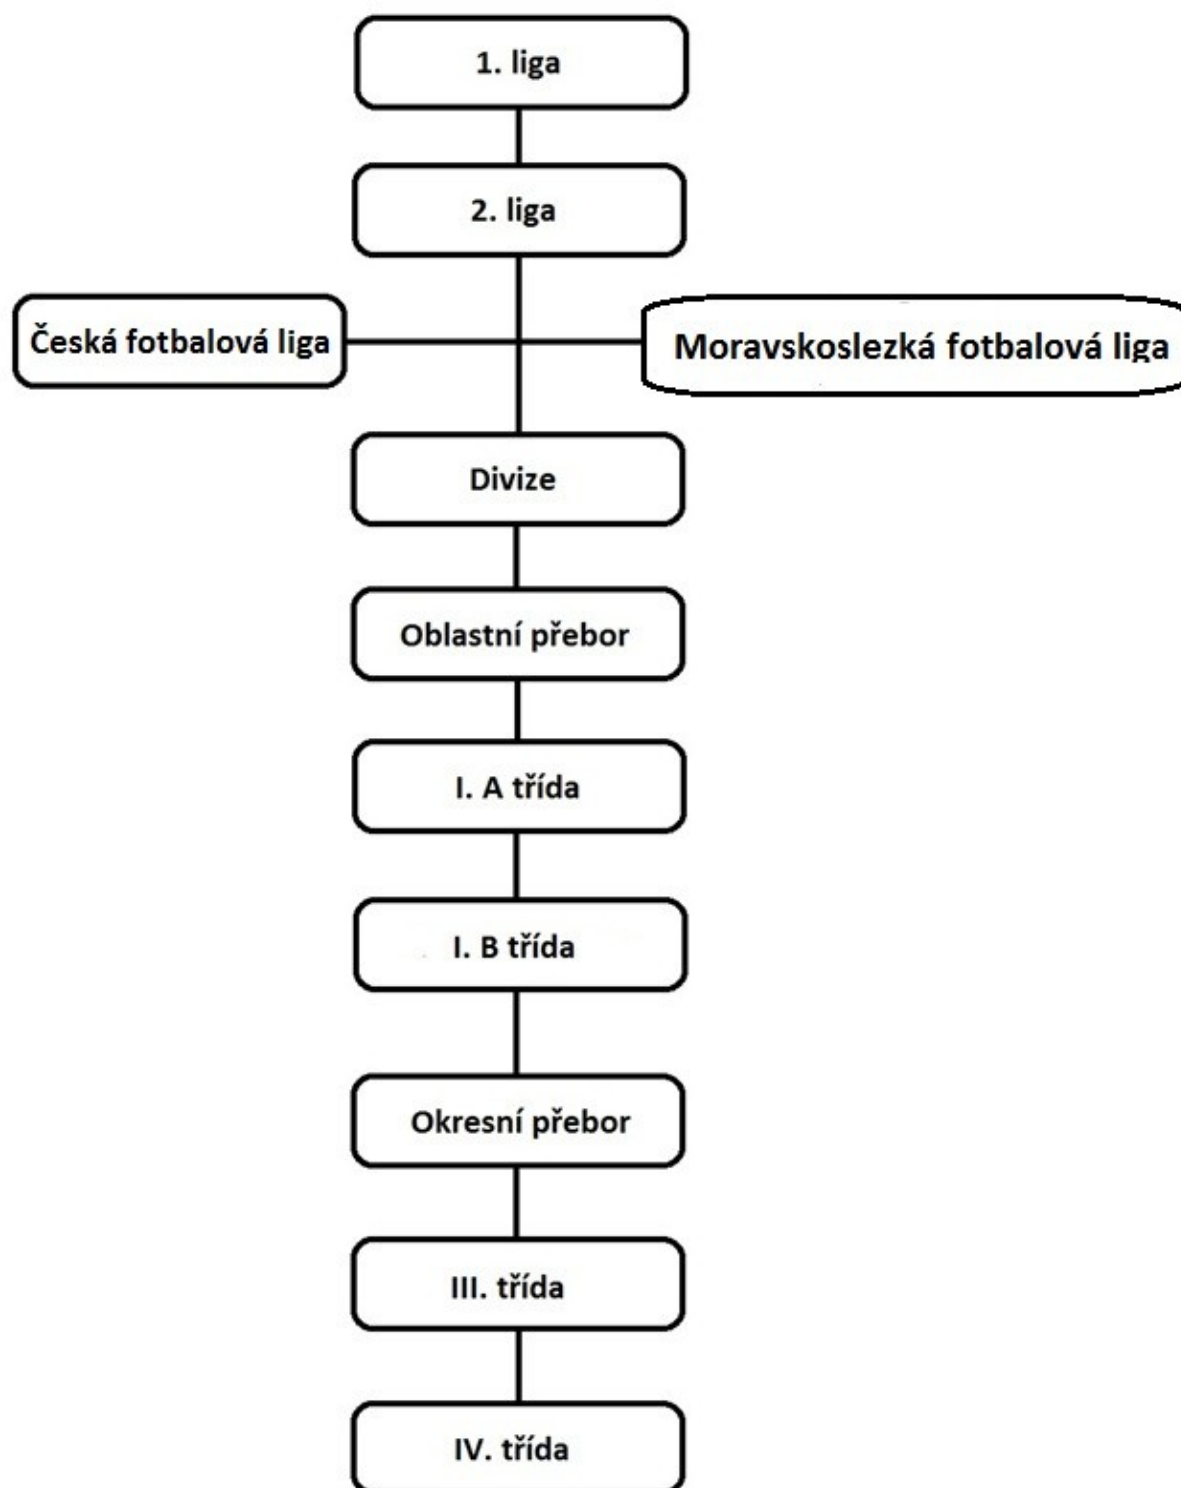 1. liga
2. liga
Česká fotbalová liga
Moravskoslezká fotbalová liga
Divize
Oblastní přebor
I. A třída
I. B třída
Okresní přebor
III. třída
IV. třída